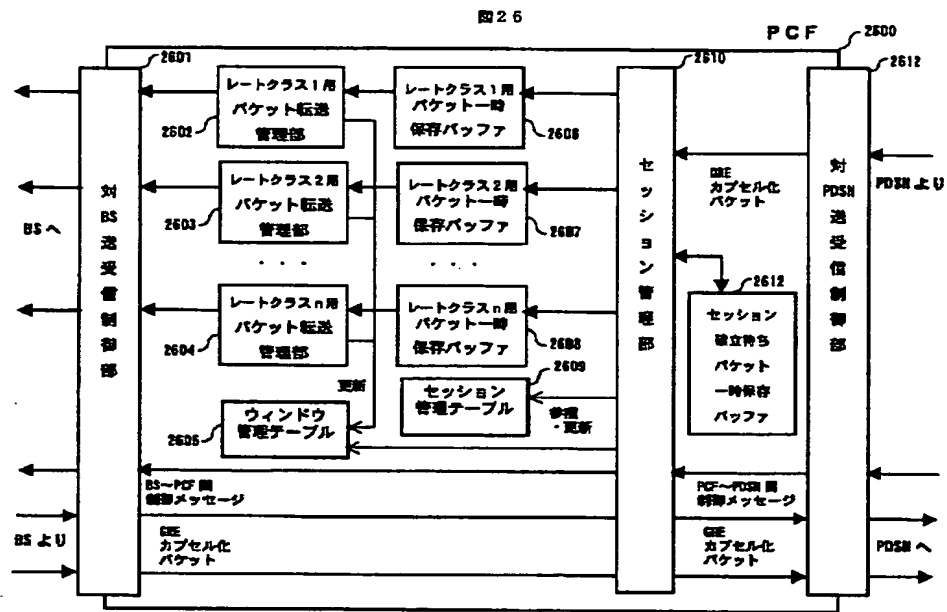 図26
PCF
2600
2601
2610
2612
レートクラス1用
パケット転送
管理部
2602
レートクラス1用
パケット一時
保存バッファ
2606
レートクラス2用
パケット転送
管理部
2603
レートクラス2用
パケット一時
保存バッファ
2607
・・・
・・・
レートクラスn用
パケット転送
管理部
2604
レートクラスn用
パケット一時
保存バッファ
2608
対BS送受信制御部
セッション管理部
対PDSN送受信制御部
BSへ
PDSNより
GRE
カプセル化
パケット
2612
セッション
確立待ち
パケット
一時保存
バッファ
更新
ウィンドウ
管理テーブル
2605
セッション
管理テーブル
2609
参照
・更新
BS～PCF間
制御メッセージ
PCF～PDSN間
制御メッセージ
BSより
GRE
カプセル化
パケット
GRE
カプセル化
パケット
PDSNへ